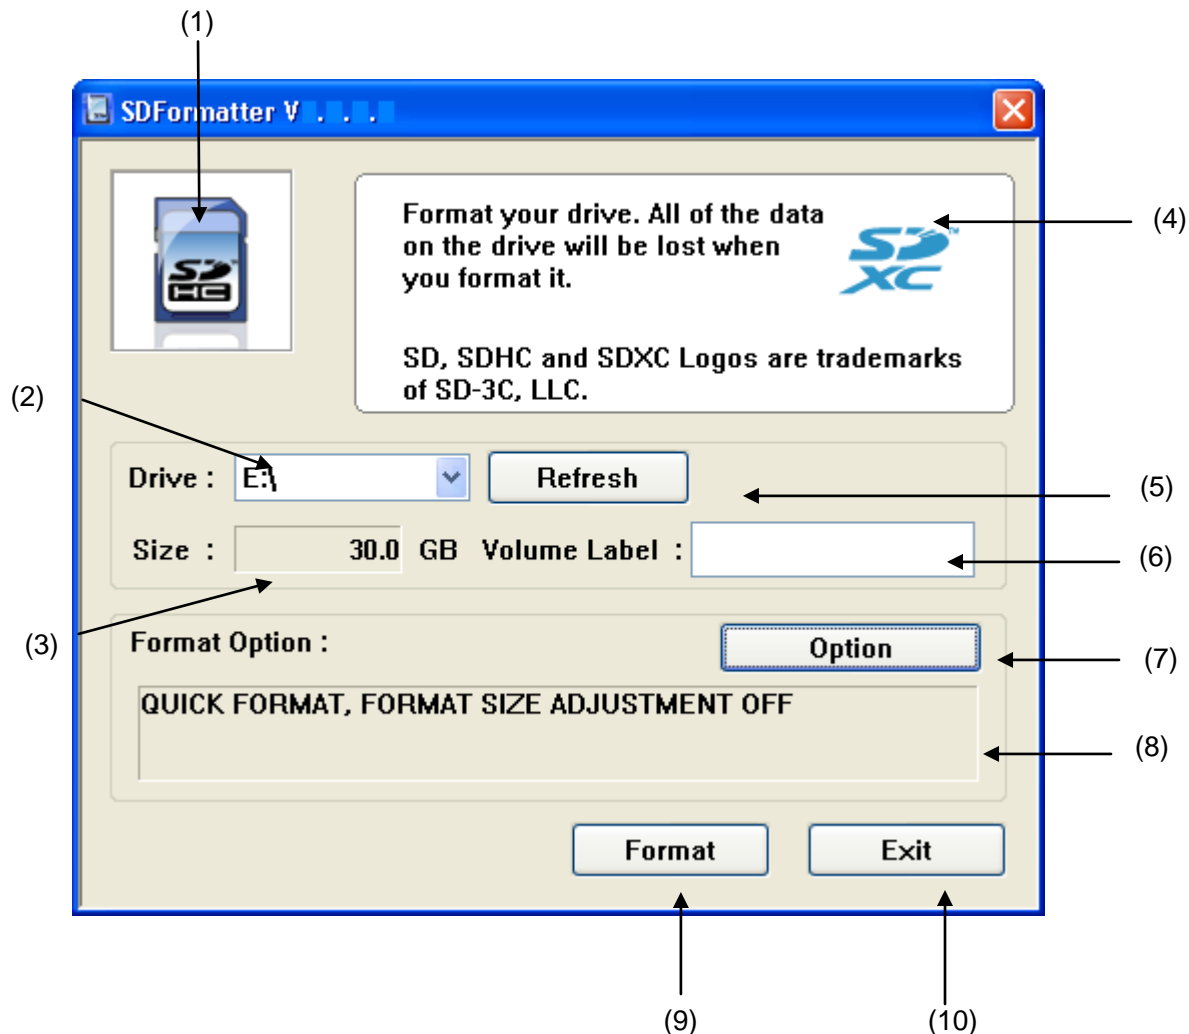 (1)
SDFormatter V . . .
Format your drive. All of the data
on the drive will be lost when
you format it.
SD
XC
TM
SD
HC
SD, SDHC and SDXC Logos are trademarks
of SD-3C, LLC.
(4)
(2)
Drive : E:\ Refresh
(5)
Size : 30.0 GB Volume Label :
(6)
(3)
Format Option : Option
(7)
QUICK FORMAT, FORMAT SIZE ADJUSTMENT OFF
(8)
Format Exit
(9) (10)